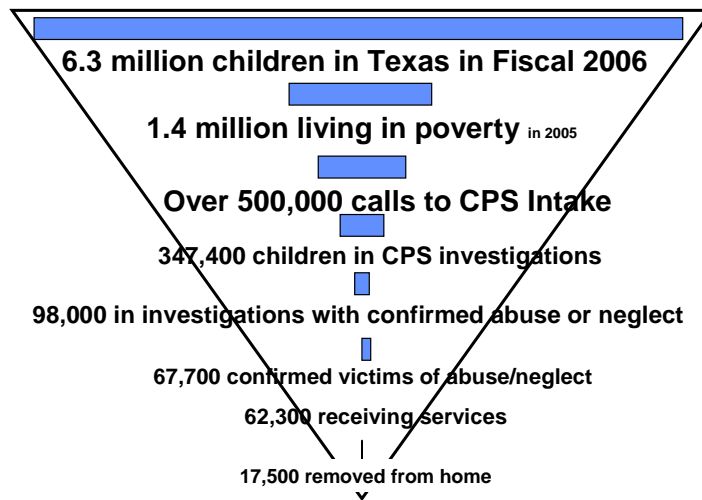 6.3 million children in Texas in Fiscal 2006
1.4 million living in poverty in 2005
Over 500,000 calls to CPS Intake
347,400 children in CPS investigations
98,000 in investigations with confirmed abuse or neglect
67,700 confirmed victims of abuse/neglect
62,300 receiving services
17,500 removed from home